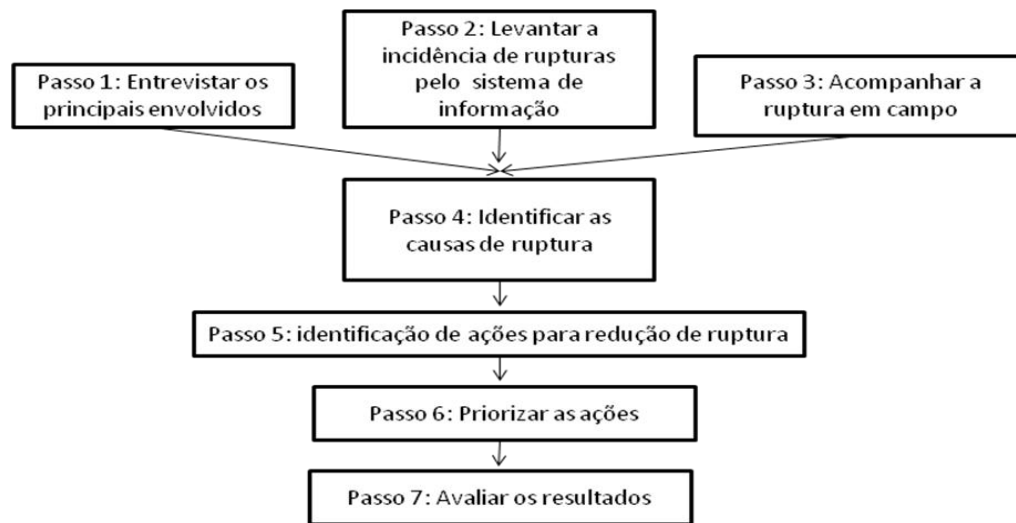 Passo 1: Entrevistar os
principais envolvidos
Passo 2: Levantar a
incidência de rupturas
pelo sistema de
informação
Passo 3: Acompanhar a
ruptura em campo
Passo 4: Identificar as
causas de ruptura
Passo 5: identificação de ações para redução de ruptura
Passo 6: Priorizar as ações
Passo 7: Avaliar os resultados